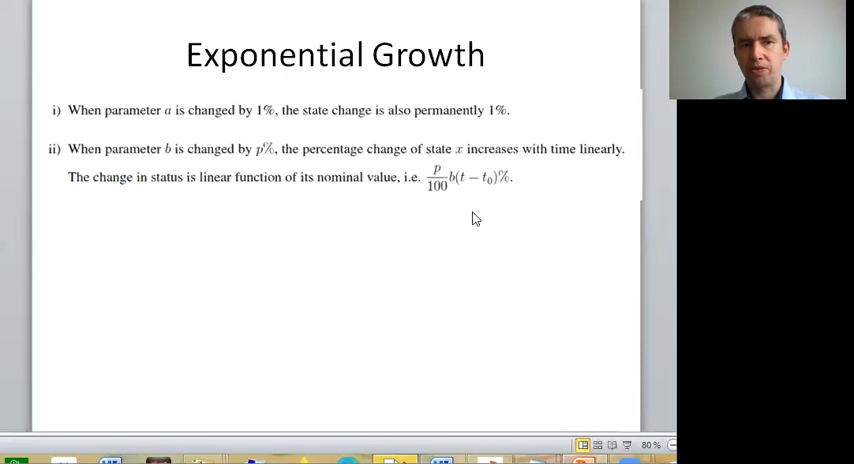 Exponential Growth
i) When parameter a is changed by 1%, the state change is also permanently 1%.
ii) When parameter b is changed by p%, the percentage change of state x increases with time linearly.
The change in status is linear function of its nominal value, i.e. p/100 b(t − t₀)%.
80 %